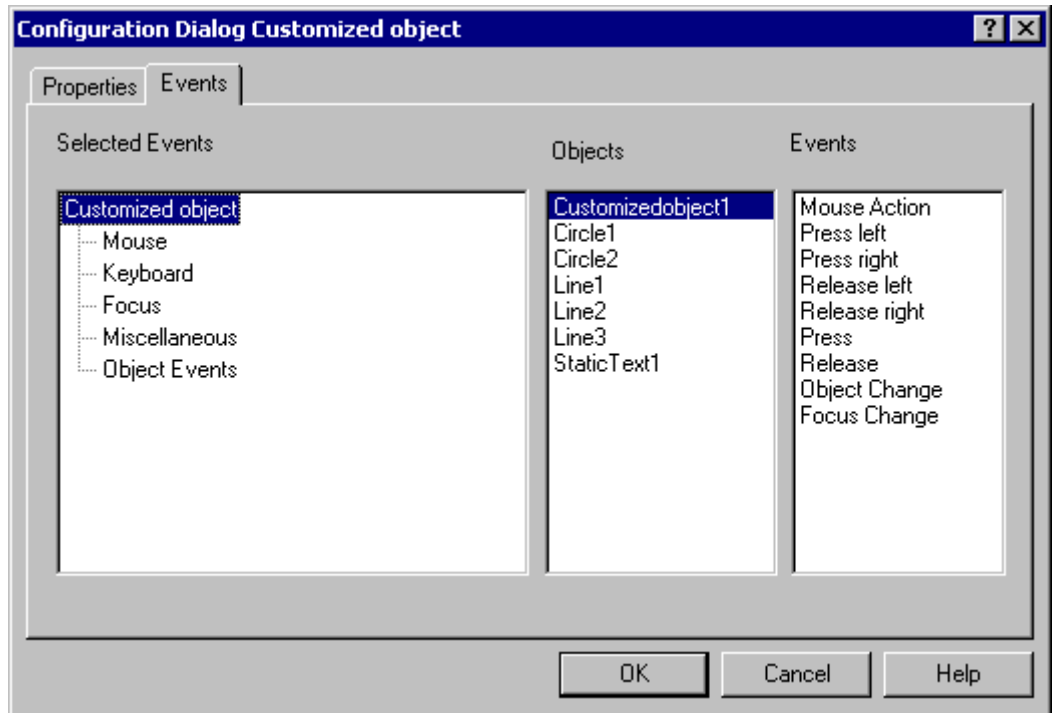 Configuration Dialog Customized object
Properties
Events
Selected Events
Customized object
Mouse
Keyboard
Focus
Miscellaneous
Object Events
Objects
Customizedobject1
Circle1
Circle2
Line1
Line2
Line3
StaticText1
Events
Mouse Action
Press left
Press right
Release left
Release right
Press
Release
Object Change
Focus Change
OK
Cancel
Help